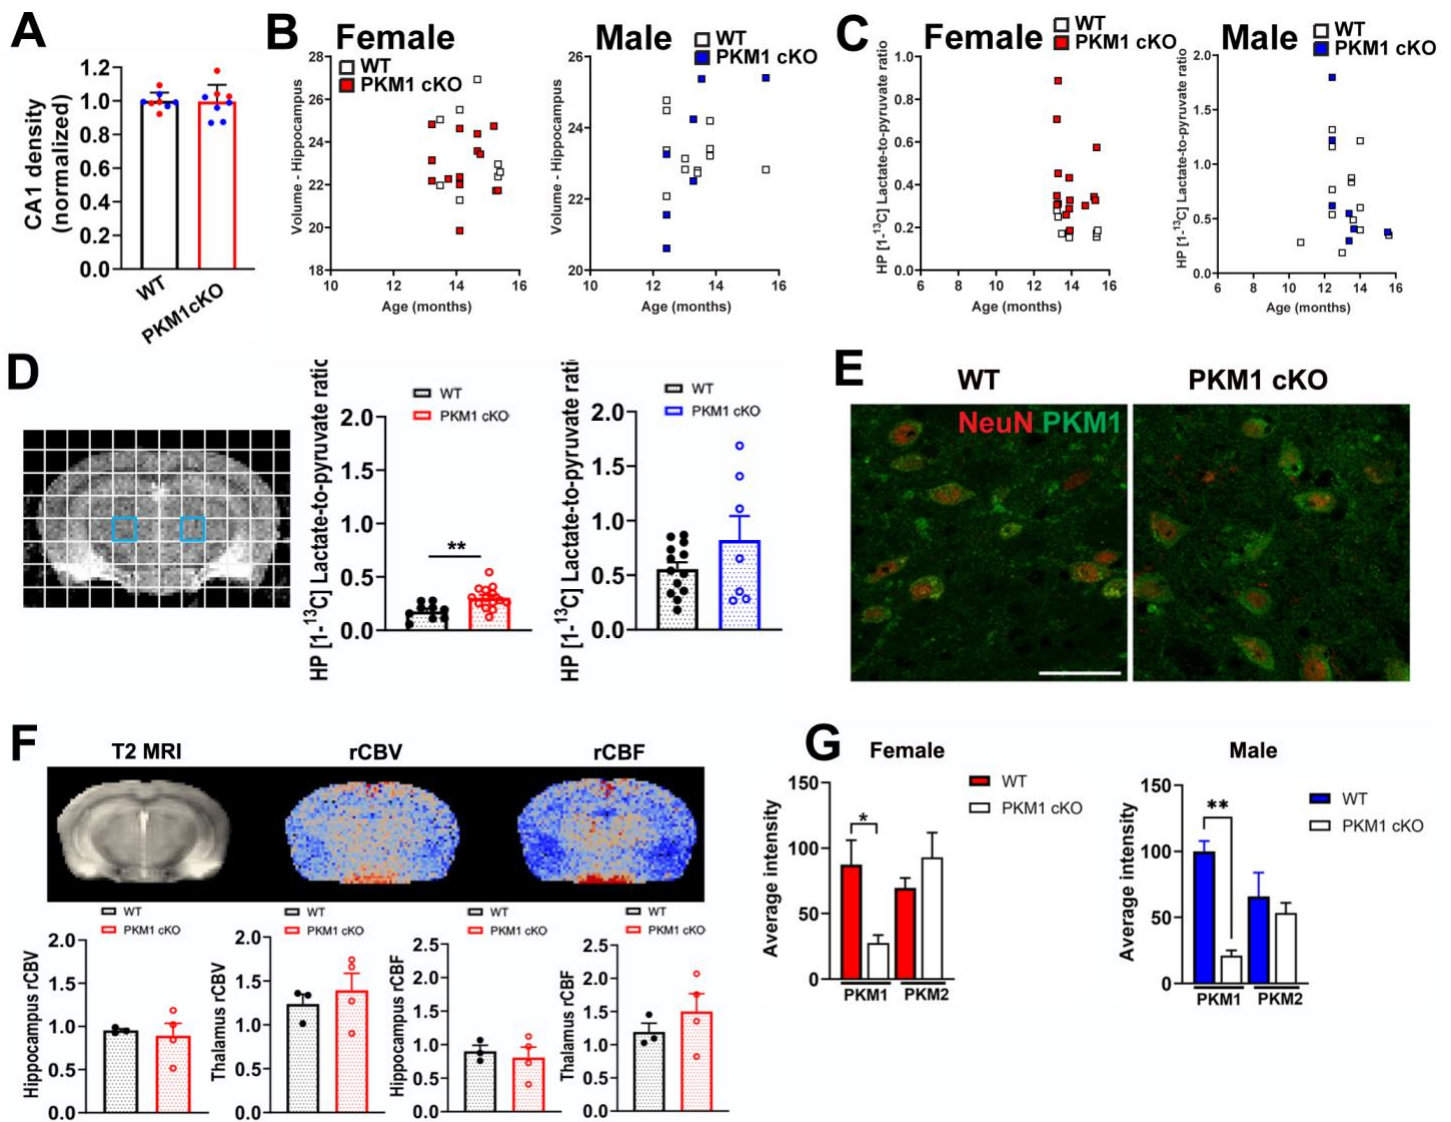 A
CA1 density
(normalized)
1.2
1.0
0.8
0.6
0.4
0.2
0.0
WT
PKM1cKO
B
Female
WT
PKM1 cKO
Volume - Hippocampus
28
26
24
22
20
18
10 12 14 16
Age (months)
Male
WT
PKM1 cKO
Volume - Hippocampus
26
24
22
20
10 12 14 16
Age (months)
C
Female
WT
PKM1 cKO
HP [1-¹³C] Lactate-to-pyruvate ratio
1.0
0.8
0.6
0.4
0.2
0.0
6 8 10 12 14 16
Age (months)
Male
WT
PKM1 cKO
HP [1-¹³C] Lactate-to-pyruvate ratio
2.0
1.5
1.0
0.5
0.0
6 8 10 12 14 16
Age (months)
D
HP [1-¹³C] Lactate-to-pyruvate ratio
WT
PKM1 cKO
2.0
1.5
1.0
0.5
0.0
**
HP [1-¹³C] Lactate-to-pyruvate ratio
WT
PKM1 cKO
2.0
1.5
1.0
0.5
0.0
E
WT
PKM1 cKO
NeuN PKM1
F
T2 MRI
rCBV
rCBF
WT
PKM1 cKO
Hippocampus rCBV
2.0
1.5
1.0
0.5
0.0
WT
PKM1 cKO
Thalamus rCBV
2.0
1.5
1.0
0.5
0.0
WT
PKM1 cKO
Hippocampus rCBF
2.5
2.0
1.5
1.0
0.5
0.0
WT
PKM1 cKO
Thalamus rCBF
2.5
2.0
1.5
1.0
0.5
0.0
G
Female
WT
PKM1 cKO
Average intensity
150
100
50
0
*
PKM1 PKM2
Male
WT
PKM1 cKO
Average intensity
150
100
50
0
**
PKM1 PKM2